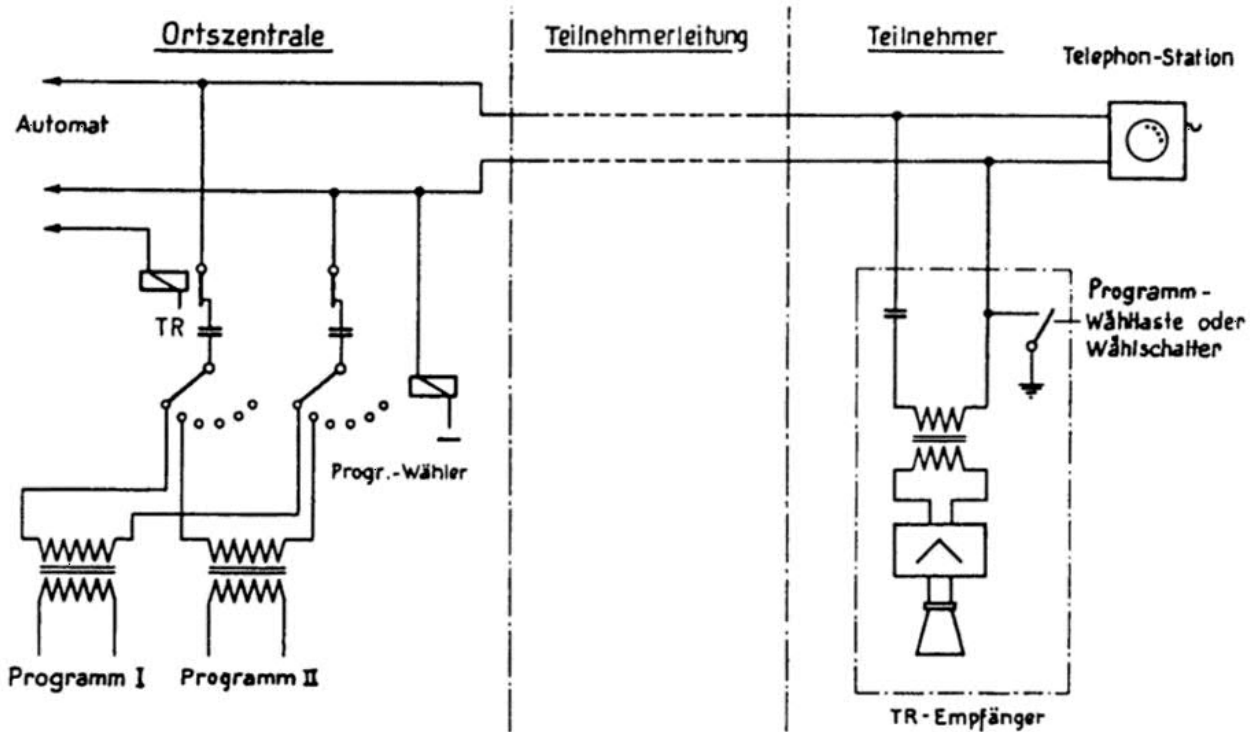 Ortszentrale
Teilnehmerleitung
Teilnehmer
Telephon-Station
Automat
TR
Progr.-Wähler
Programm-
Wähltaste oder
Wählschalter
Programm I
Programm II
TR-Empfänger